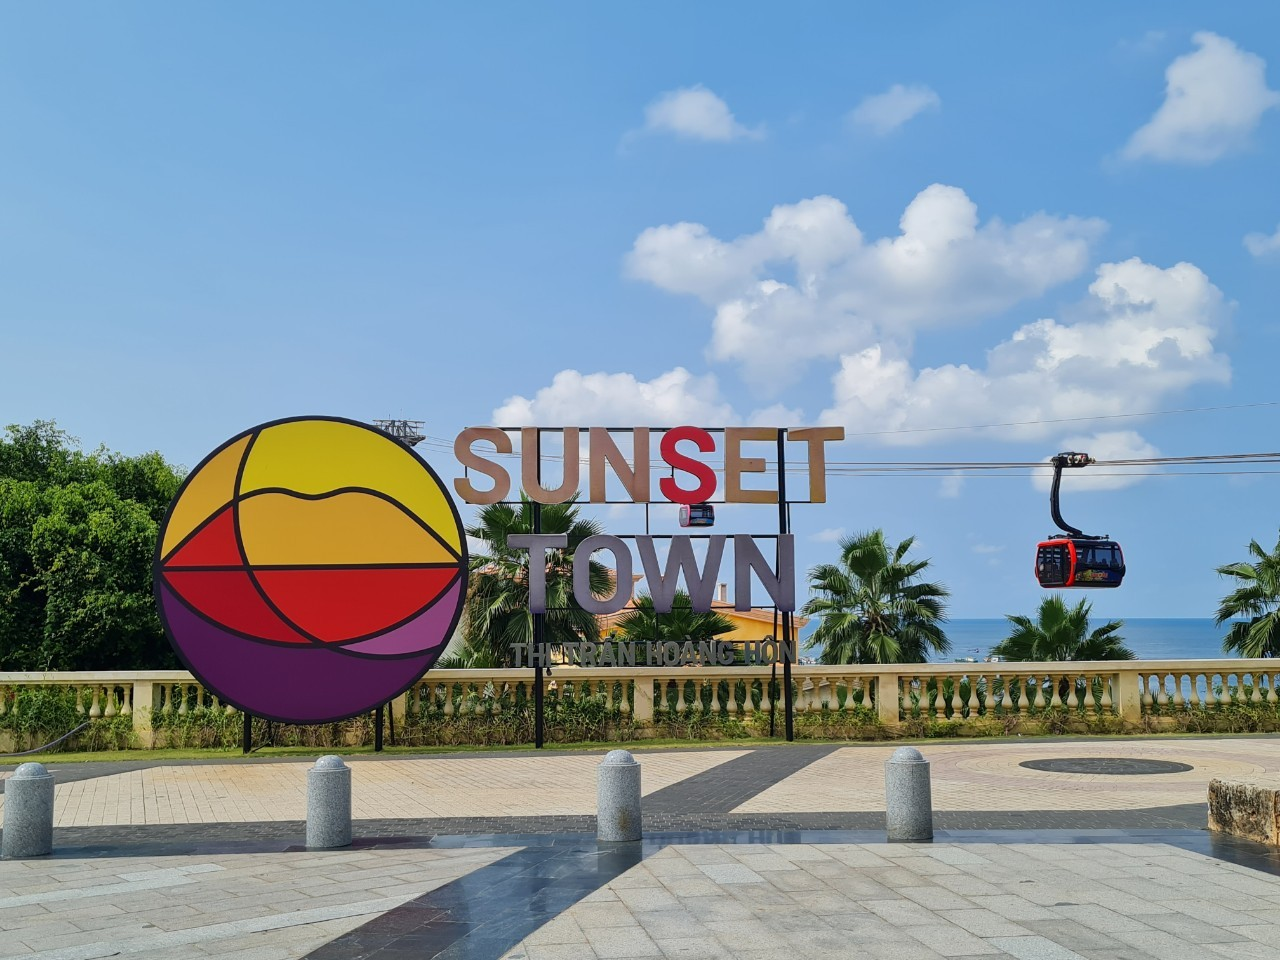 SUNSET
TOWN
THỊ TRẤN HOÀNG HÔN